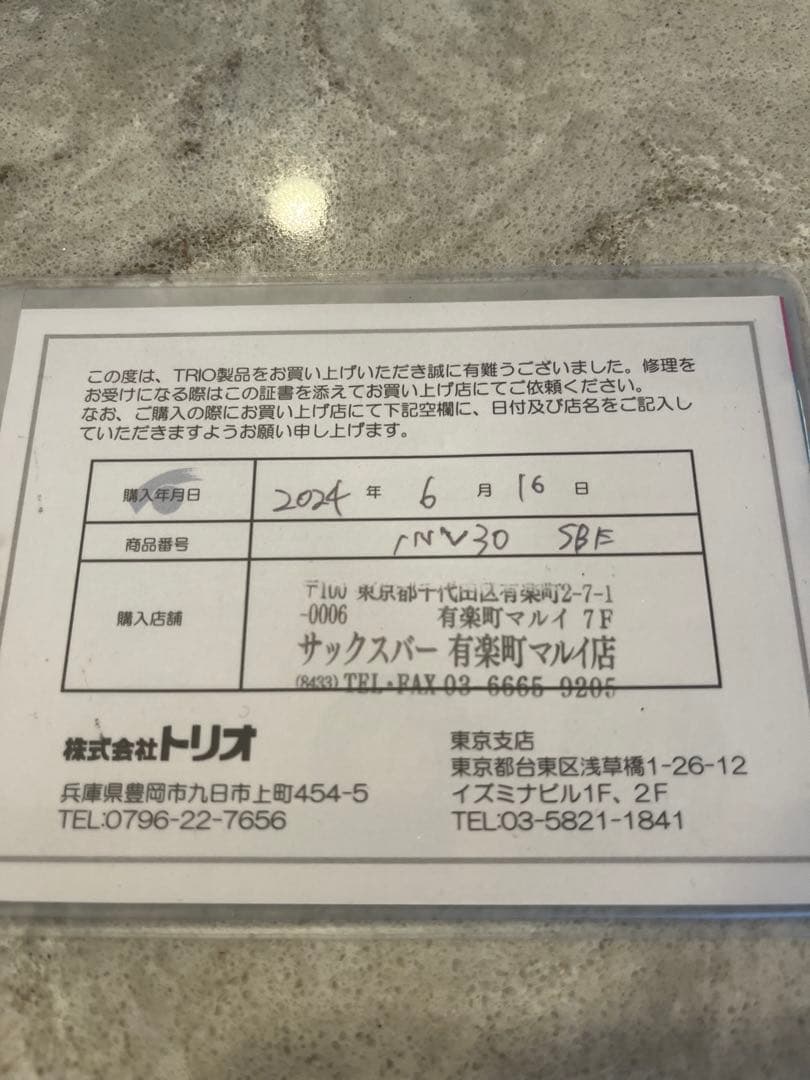 この度は、TRIO製品をお買い上げいただき誠に有難うございました。修理を
お受けになる際はこの証書を添えてお買い上げ店にてご依頼ください。
なお、ご購入の際にお買い上げ店にて下記空欄に、日付及び店名をご記入し
ていただきますようお願い申し上げます。
購入年月日 2024 年 6 月 16 日
商品番号 INV30 SBE
購入店舗
〒100 東京都千代田区有楽町2-7-1
-0006 有楽町マルイ 7F
サックスバー 有楽町マルイ店
(8433) TEL・FAX 03-6665-9205
株式会社トリオ
兵庫県豊岡市九日市上町454-5
TEL:0796-22-7656
東京支店
東京都台東区浅草橋1-26-12
イズミナビル1F、2F
TEL:03-5821-1841